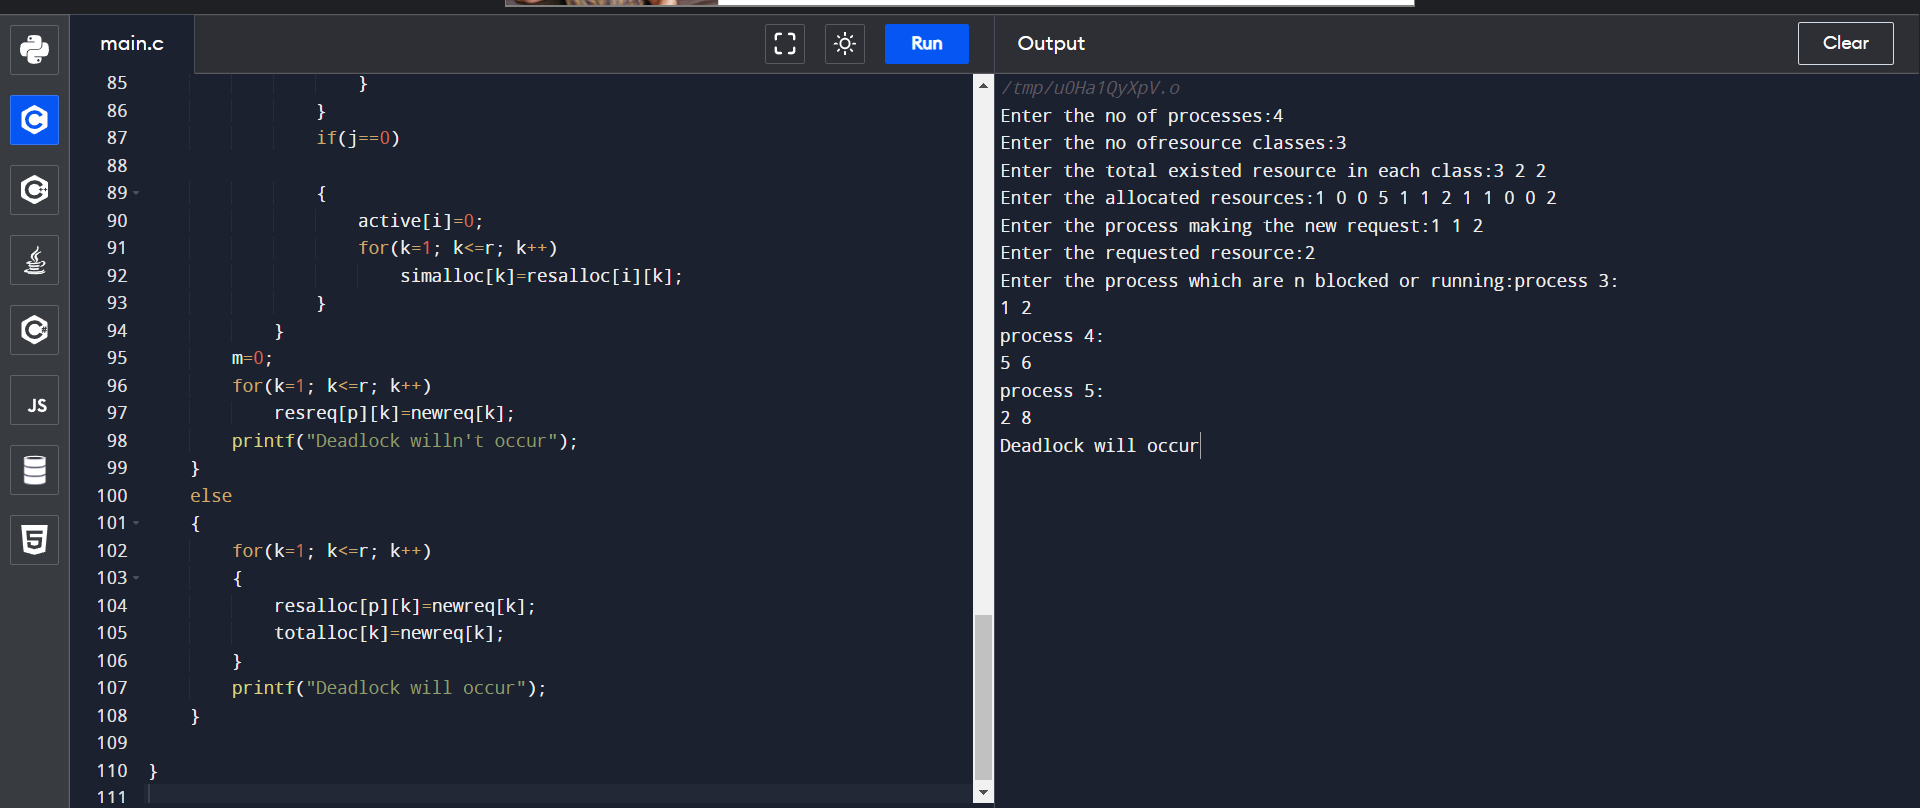 main.c
Run
Output
Clear
85 }
86 }
87 if(j==0)
88
89 {
90 active[i]=0;
91 for(k=1; k<=r; k++)
92 simalloc[k]=resalloc[i][k];
93 }
94 }
95 m=0;
96 for(k=1; k<=r; k++)
97 resreq[p][k]=newreq[k];
98 printf("Deadlock willn't occur");
99 }
100 else
101 {
102 for(k=1; k<=r; k++)
103 {
104 resalloc[p][k]=newreq[k];
105 totalloc[k]=newreq[k];
106 }
107 printf("Deadlock will occur");
108 }
109
110 }
111
/tmp/u0Ha1QyXpV.o
Enter the no of processes:4
Enter the no ofresource classes:3
Enter the total existed resource in each class:3 2 2
Enter the allocated resources:1 0 0 5 1 1 2 1 1 0 0 2
Enter the process making the new request:1 1 2
Enter the requested resource:2
Enter the process which are n blocked or running:process 3:
1 2
process 4:
5 6
process 5:
2 8
Deadlock will occur
C
C++
C#
JS
5